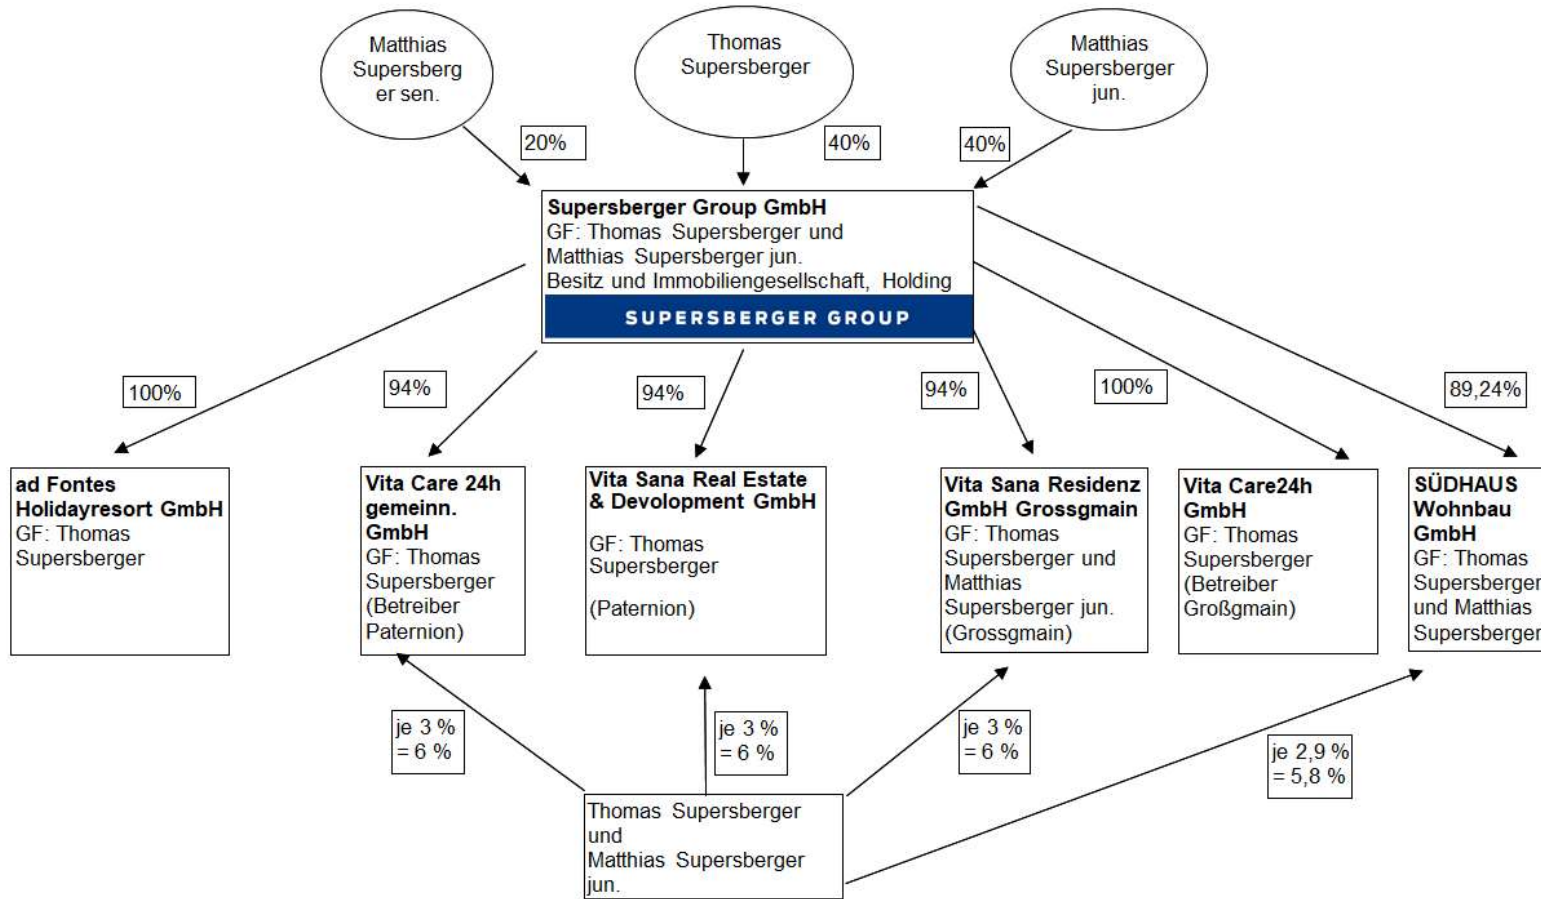 Matthias
Supersberg
er sen.
Thomas
Supersberger
Matthias
Supersberger
jun.
20%
40%
40%
Supersberger Group GmbH
GF: Thomas Supersberger und
Matthias Supersberger jun.
Besitz und Immobiliengesellschaft, Holding
SUPERSBERGER GROUP
100%
94%
94%
94%
100%
89,24%
ad Fontes
Holidayresort GmbH
GF: Thomas
Supersberger
Vita Care 24h
gemeinn.
GmbH
GF: Thomas
Supersberger
(Betreiber
Paternion)
Vita Sana Real Estate
& Devolopment GmbH
GF: Thomas
Supersberger
(Paternion)
Vita Sana Residenz
GmbH Grossgmain
GF: Thomas
Supersberger und
Matthias
Supersberger jun.
(Grossgmain)
Vita Care24h
GmbH
GF: Thomas
Supersberger
(Betreiber
Großgmain)
SÜDHAUS
Wohnbau
GmbH
GF: Thomas
Supersberger
und Matthias
Supersberger
je 3 %
= 6 %
je 3 %
= 6 %
je 3 %
= 6 %
je 2,9 %
= 5,8 %
Thomas Supersberger
und
Matthias Supersberger
jun.